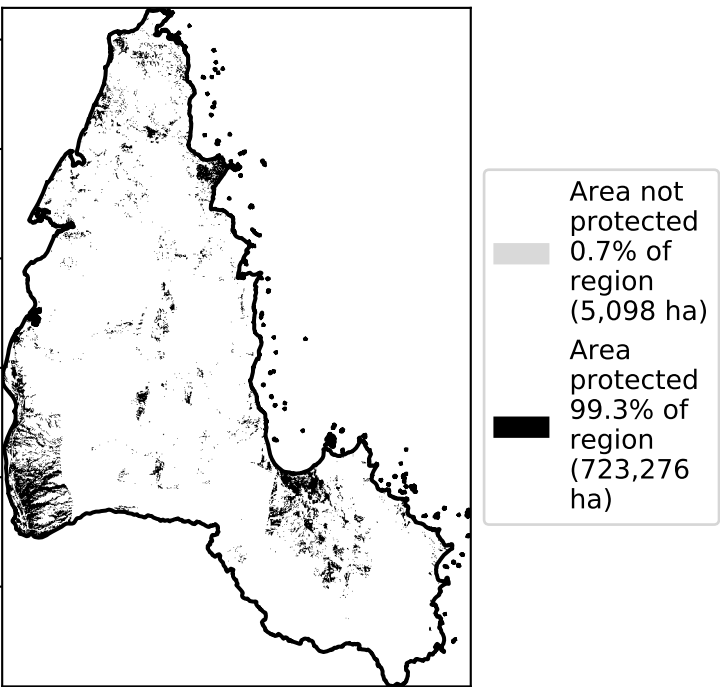 Area not
protected
0.7% of
region
(5,098 ha)
Area
protected
99.3% of
region
(723,276
ha)